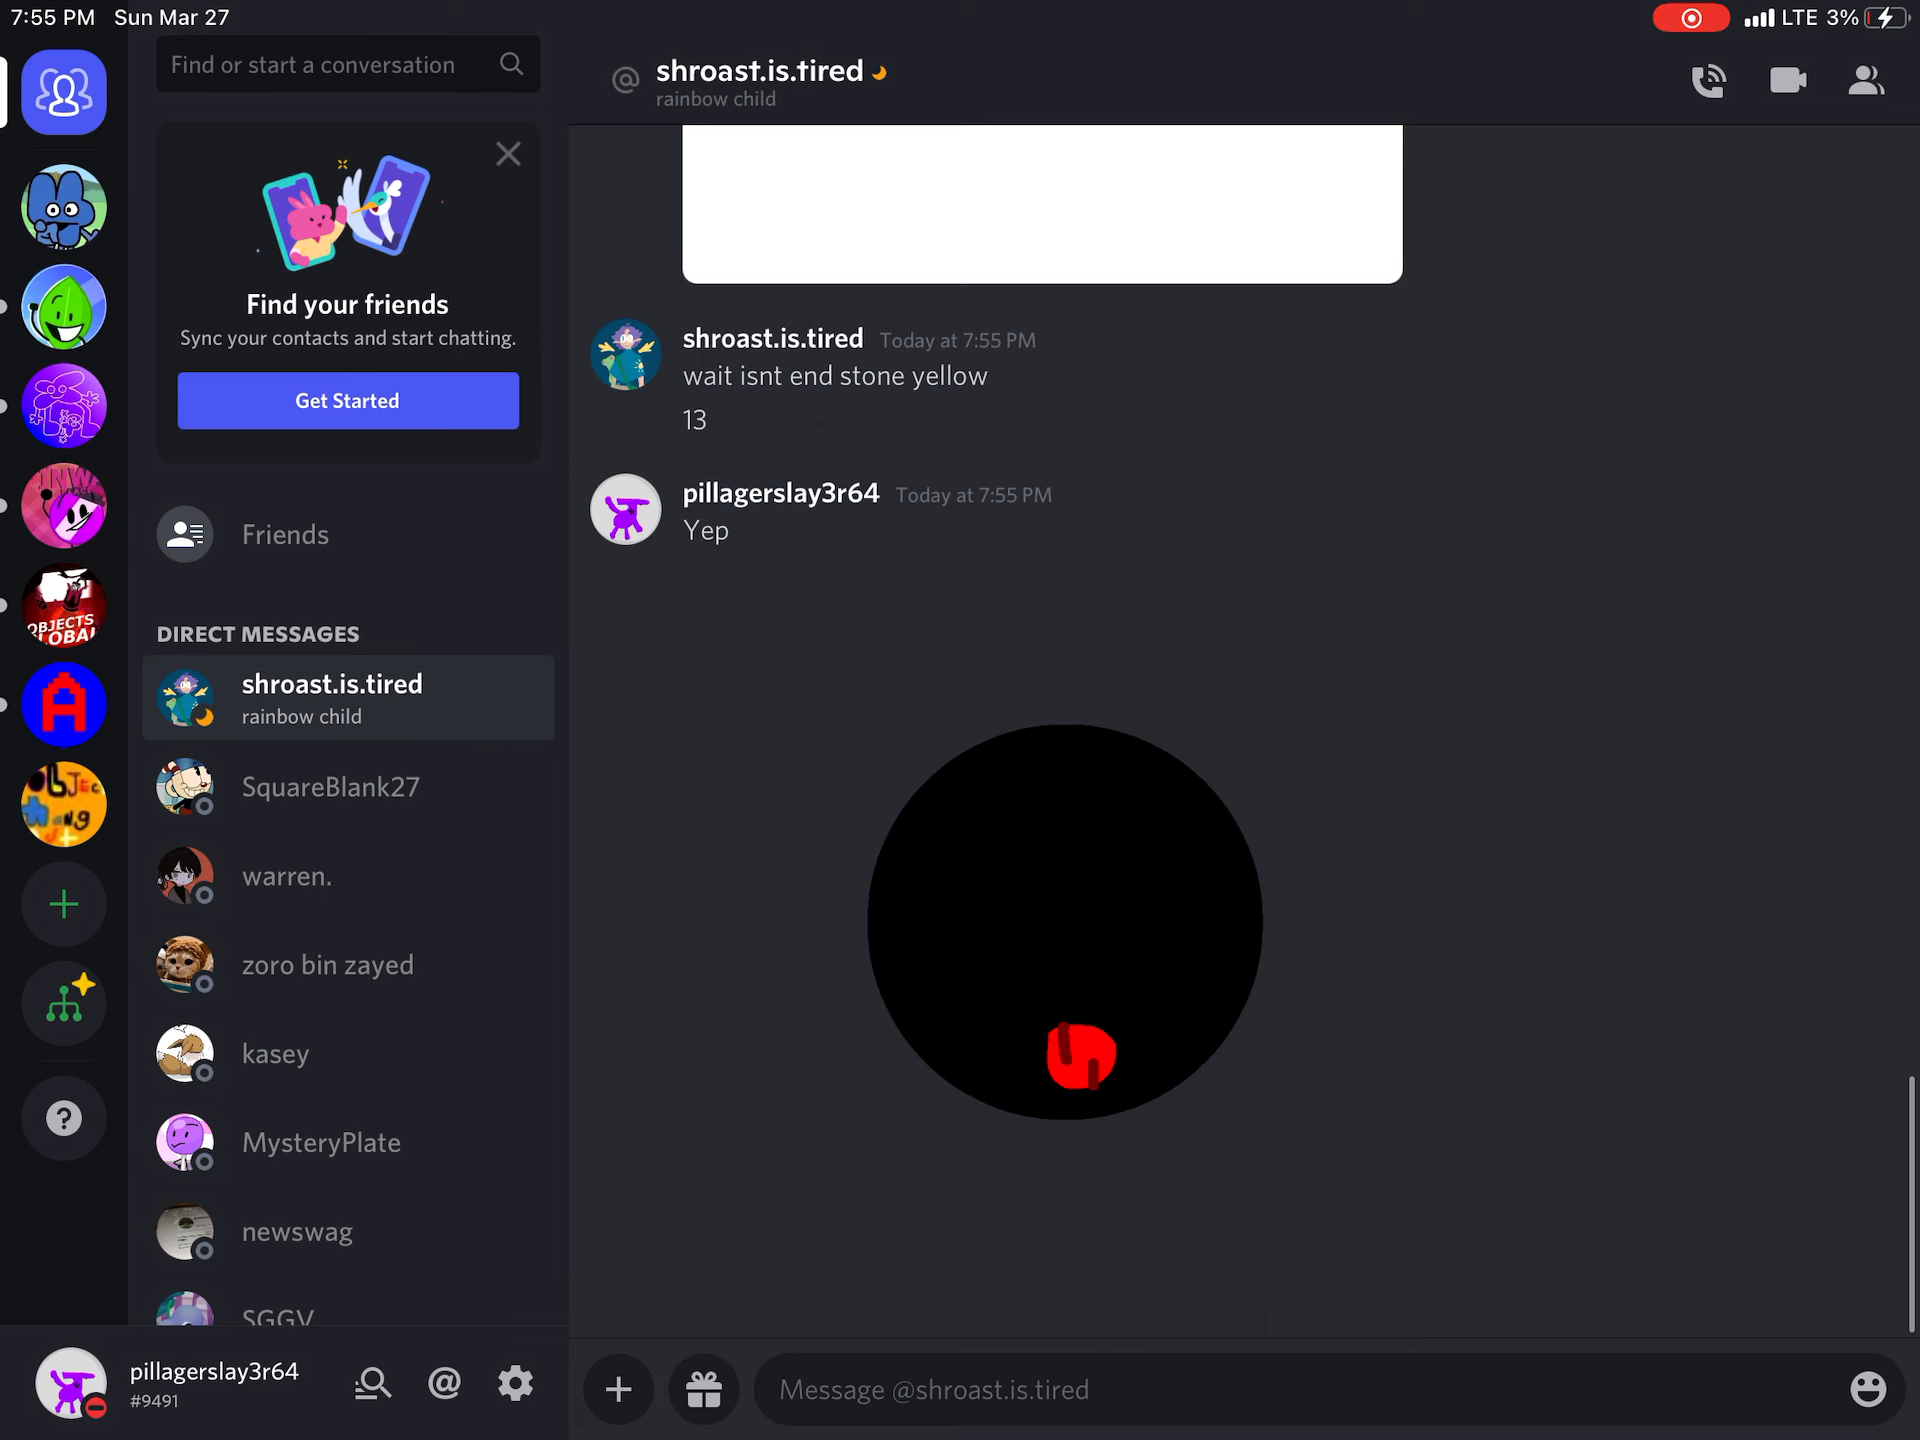 7:55 PM Sun Mar 27
LTE 3%
Find or start a conversation
Find your friends
Sync your contacts and start chatting.
Get Started
Friends
DIRECT MESSAGES
shroast.is.tired
rainbow child
SquareBlank27
warren.
zoro bin zayed
kasey
MysteryPlate
newswag
SGGV
pillagerslay3r64
#9491
OBJECTS
A
@ shroast.is.tired
rainbow child
shroast.is.tired Today at 7:55 PM
wait isnt end stone yellow
13
pillagerslay3r64 Today at 7:55 PM
Yep
Message @shroast.is.tired